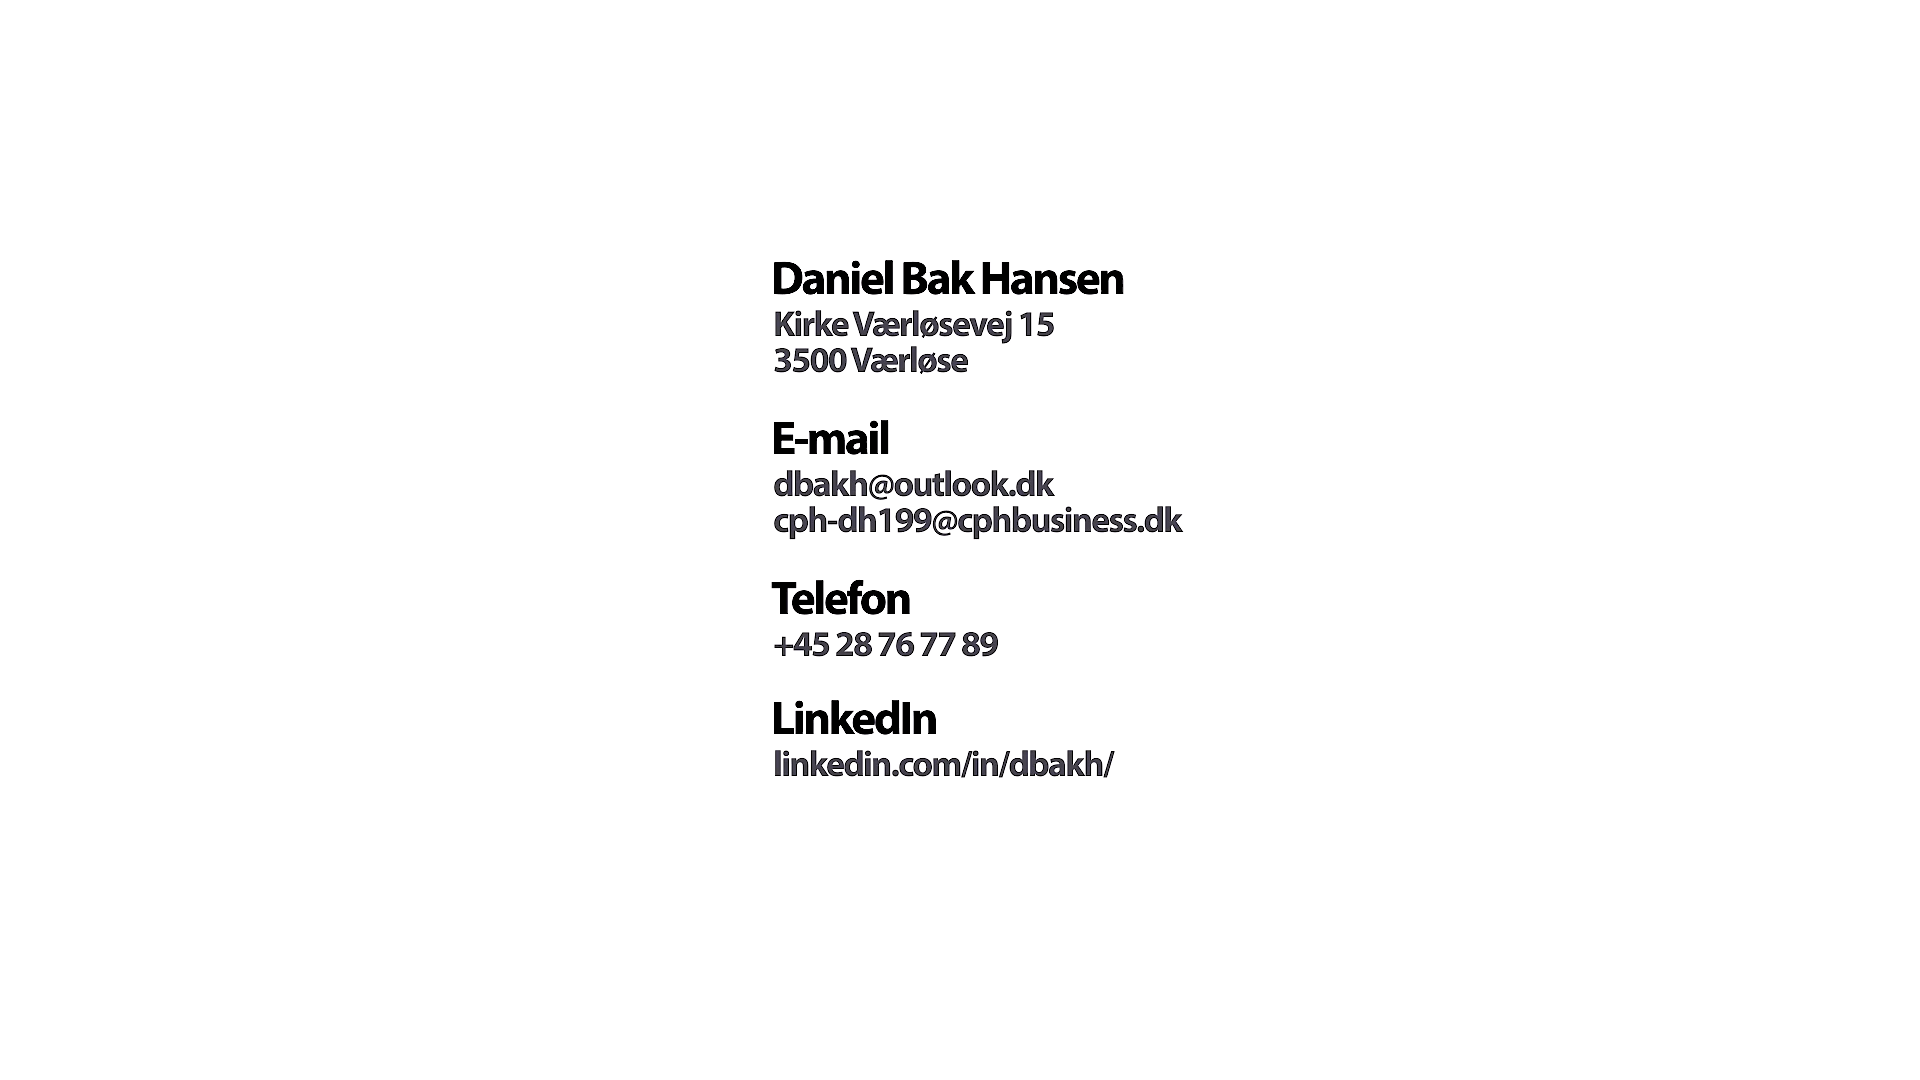 Daniel Bak Hansen
Kirke Værløsevej 15
3500 Værløse
E-mail
dbakh@outlook.dk
cph-dh199@cphbusiness.dk
Telefon
+45 28 76 77 89
LinkedIn
linkedin.com/in/dbakh/